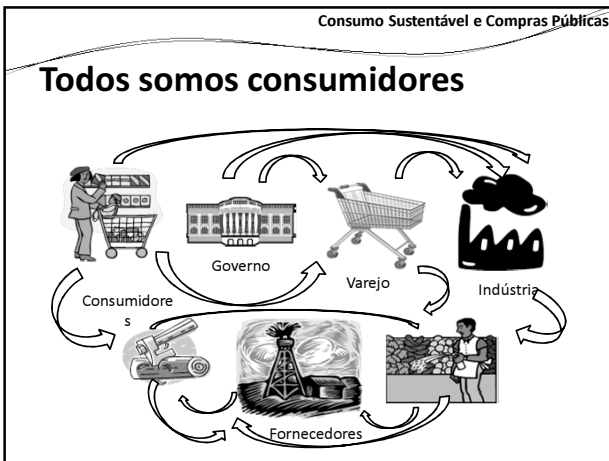 Consumo Sustentável e Compras Públicas
Todos somos consumidores
Governo
Varejo
Indústria
Consumidore
s
Fornecedores